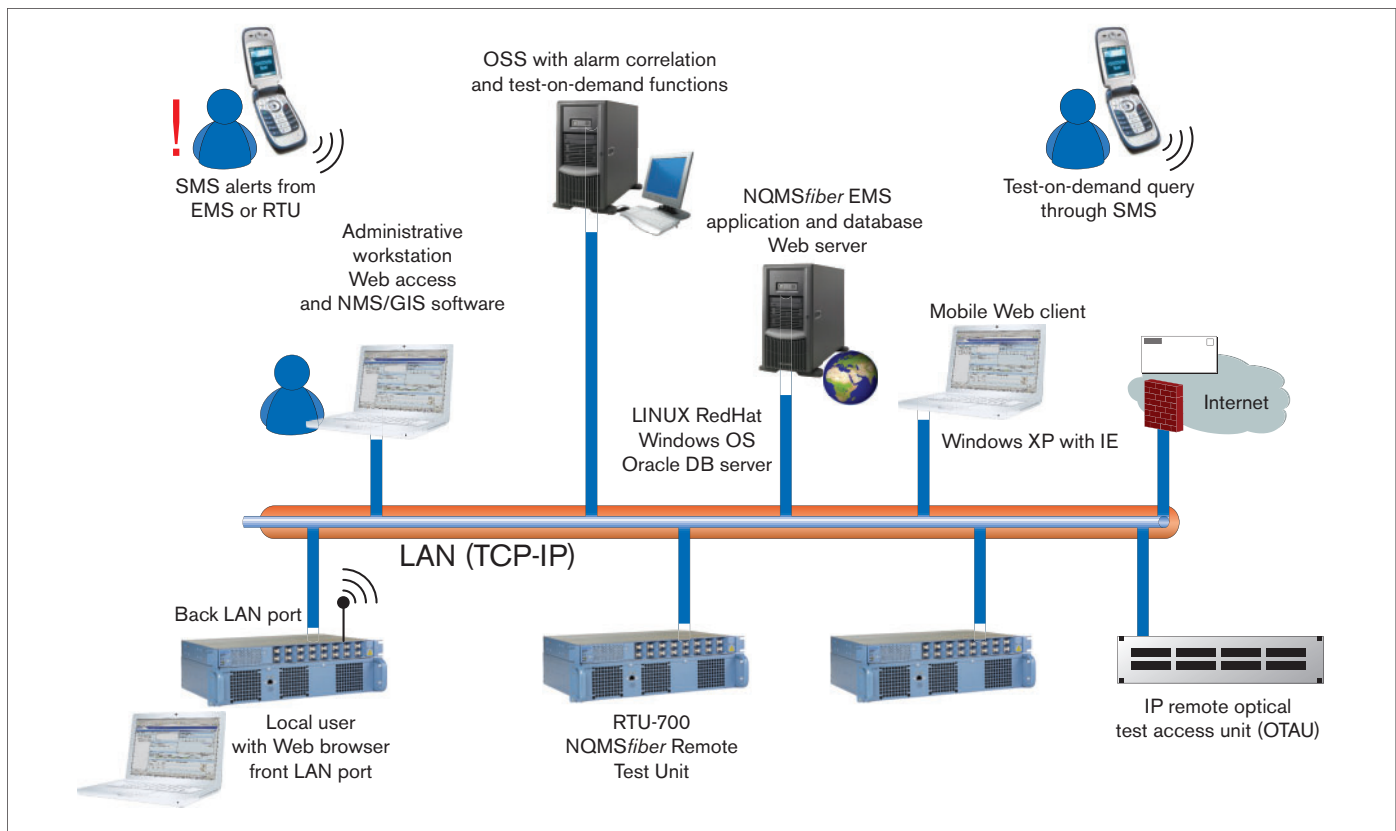 OSS with alarm correlation
and test-on-demand functions
SMS alerts from
EMS or RTU
Test-on-demand query
through SMS
NQMSfiber EMS
application and database
Web server
Administrative
workstation
Web access
and NMS/GIS software
Mobile Web client
Internet
LINUX RedHat
Windows OS
Oracle DB server
Windows XP with IE
LAN (TCP-IP)
Back LAN port
Local user
with Web browser
front LAN port
RTU-700
NQMSfiber Remote
Test Unit
IP remote optical
test access unit (OTAU)